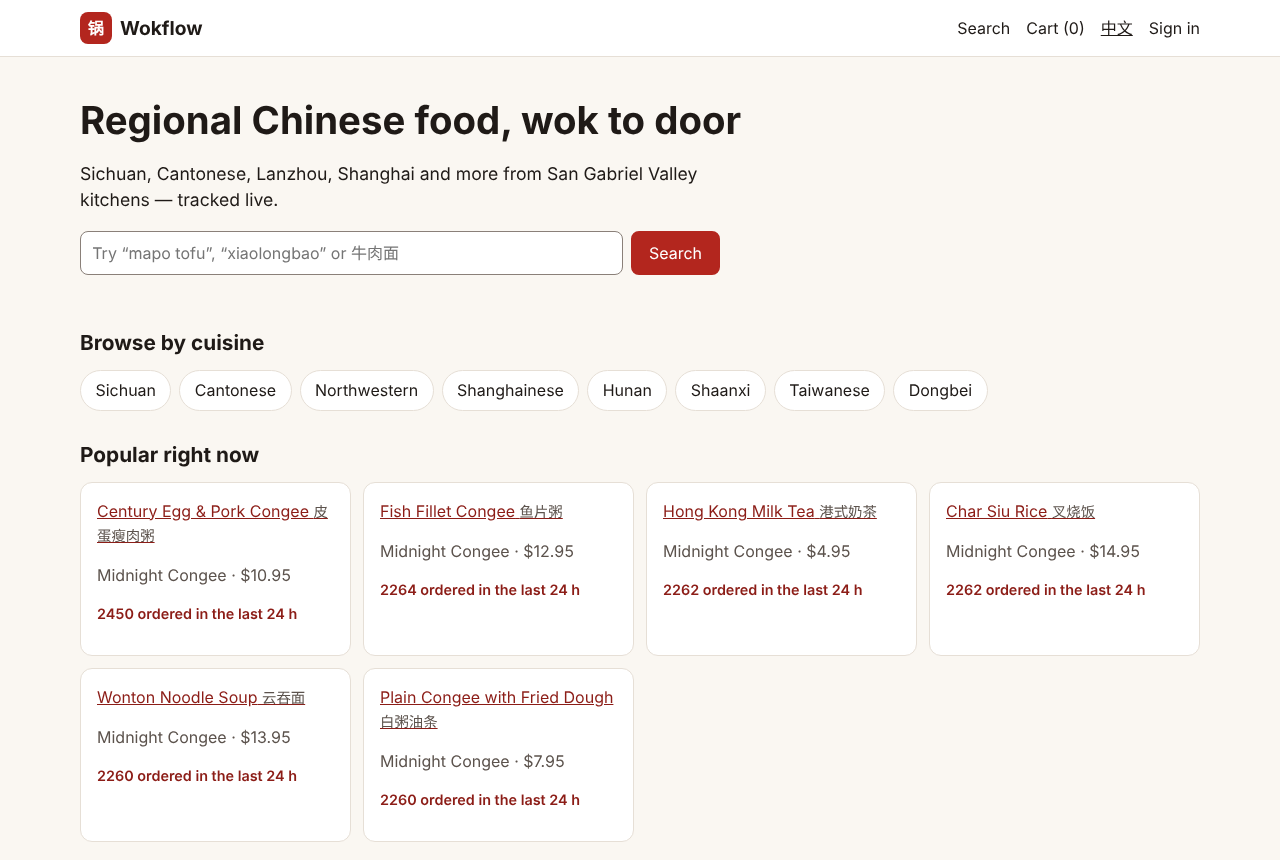 锅 Wokflow
Search Cart (0) 中文 Sign in
Regional Chinese food, wok to door
Sichuan, Cantonese, Lanzhou, Shanghai and more from San Gabriel Valley
kitchens — tracked live.
Try “mapo tofu”, “xiaolongbao” or 牛肉面
Search
Browse by cuisine
Sichuan
Cantonese
Northwestern
Shanghainese
Hunan
Shaanxi
Taiwanese
Dongbei
Popular right now
Century Egg & Pork Congee 皮
蛋瘦肉粥
Midnight Congee · $10.95
2450 ordered in the last 24 h
Fish Fillet Congee 鱼片粥
Midnight Congee · $12.95
2264 ordered in the last 24 h
Hong Kong Milk Tea 港式奶茶
Midnight Congee · $4.95
2262 ordered in the last 24 h
Char Siu Rice 叉烧饭
Midnight Congee · $14.95
2262 ordered in the last 24 h
Wonton Noodle Soup 云吞面
Midnight Congee · $13.95
2260 ordered in the last 24 h
Plain Congee with Fried Dough
白粥油条
Midnight Congee · $7.95
2260 ordered in the last 24 h